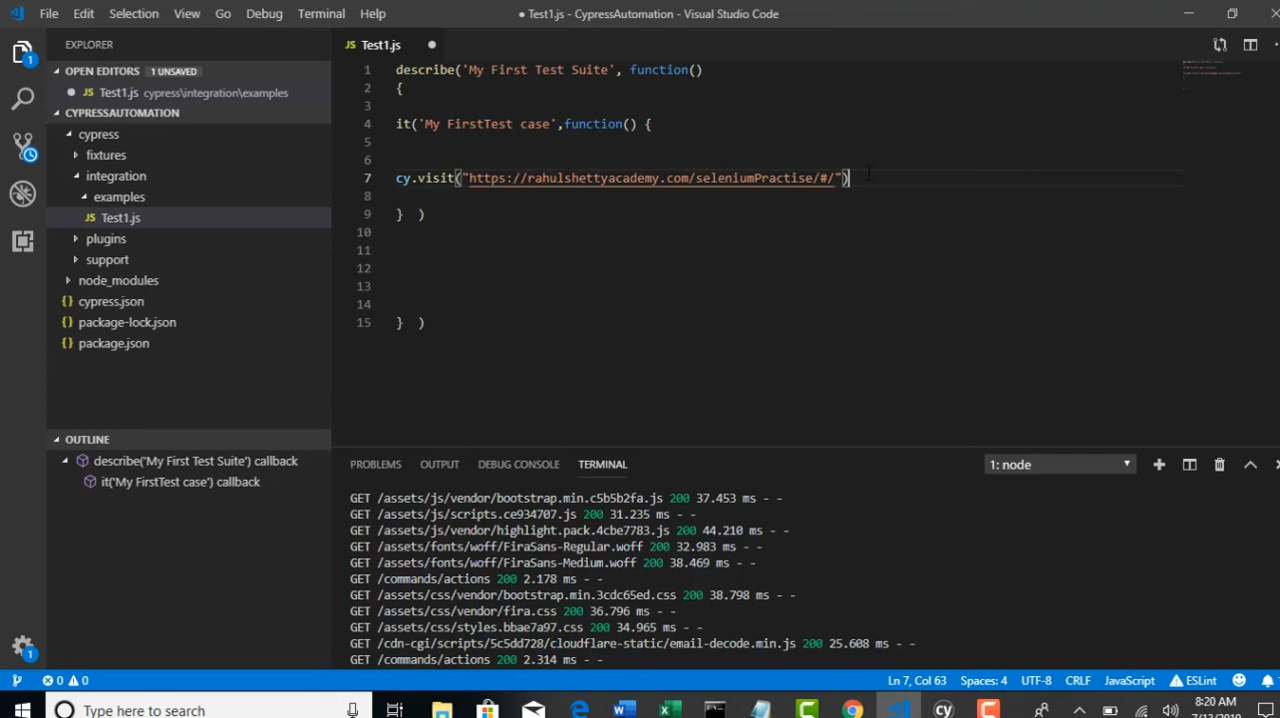 File Edit Selection View Go Debug Terminal Help
● Test1.js - CypressAutomation - Visual Studio Code
EXPLORER
OPEN EDITORS 1 UNSAVED
Test1.js cypress\integration\examples
CYPRESSAUTOMATION
cypress
fixtures
integration
examples
JS Test1.js
plugins
support
node_modules
{} cypress.json
{} package-lock.json
{} package.json
OUTLINE
describe('My First Test Suite') callback
it('My FirstTest case') callback
JS Test1.js
1 describe('My First Test Suite', function()
2 {
3
4 it('My FirstTest case',function() {
5
6
7 cy.visit("https://rahulshettyacademy.com/seleniumPractise/#/")
8
9 } )
10
11
12
13
14
15 } )
PROBLEMS OUTPUT DEBUG CONSOLE TERMINAL 1: node
GET /assets/js/vendor/bootstrap.min.c5b5b2fa.js 200 37.453 ms - -
GET /assets/js/scripts.ce934707.js 200 31.235 ms - -
GET /assets/js/vendor/highlight.pack.4cbe7783.js 200 44.210 ms - -
GET /assets/fonts/woff/FiraSans-Regular.woff 200 32.983 ms - -
GET /assets/fonts/woff/FiraSans-Medium.woff 200 38.469 ms - -
GET /commands/actions 200 2.178 ms - -
GET /assets/css/vendor/bootstrap.min.3cdc65ed.css 200 38.798 ms - -
GET /assets/css/vendor/fira.css 200 36.796 ms - -
GET /assets/css/styles.bbae7a97.css 200 34.965 ms - -
GET /cdn-cgi/scripts/5c5dd728/cloudflare-static/email-decode.min.js 200 25.608 ms - -
GET /commands/actions 200 2.314 ms - -
0 0 Ln 7, Col 63 Spaces: 4 UTF-8 CRLF JavaScript ESLint
Type here to search
8:20 AM